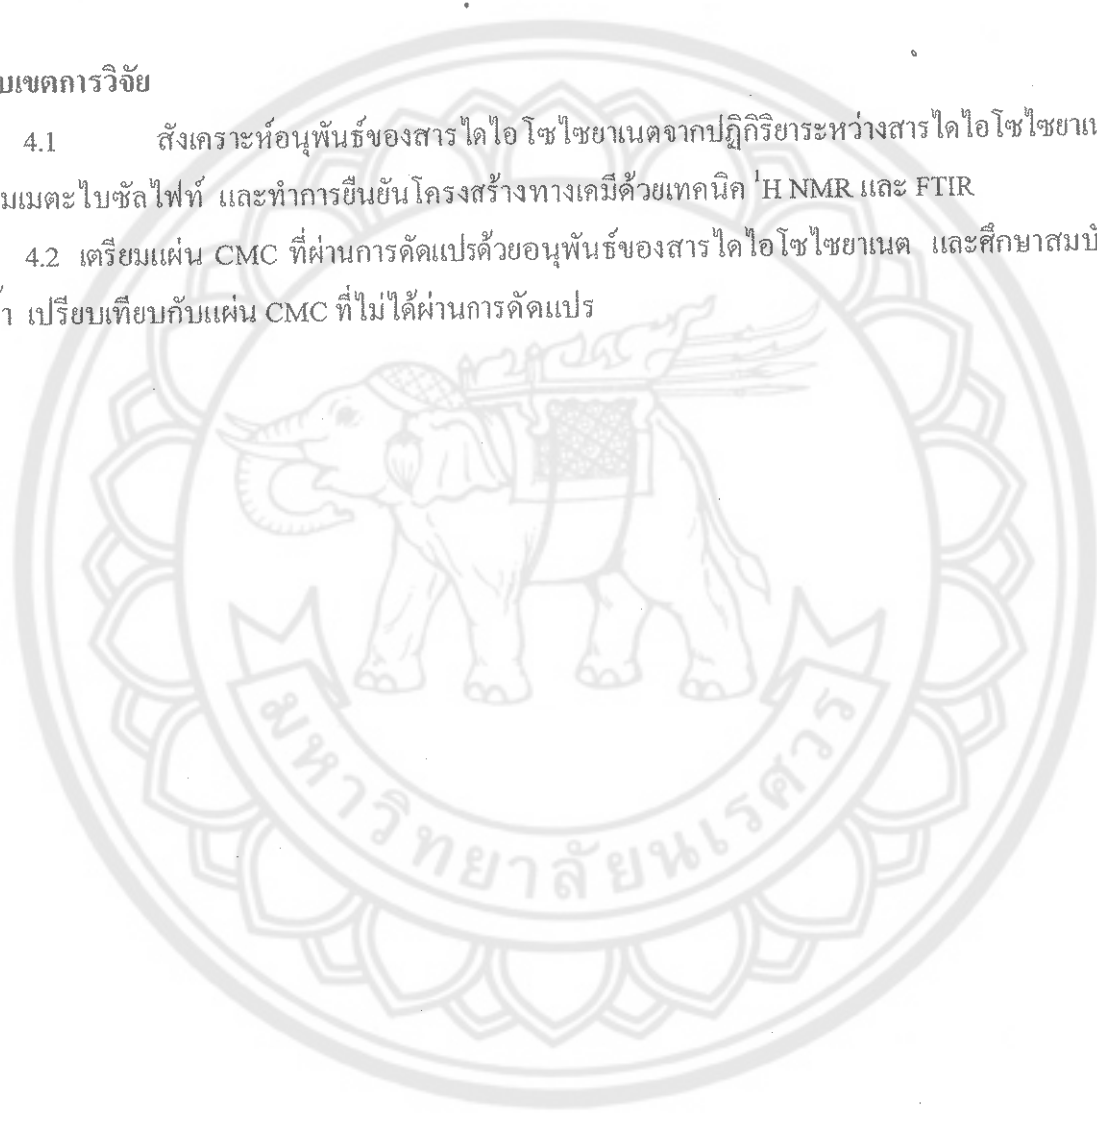 บเขตการวิจัย
4.1 สังเคราะห์อนุพันธ์ของสารไดไอโซไซยาเนตจากปฏิกิริยาระหว่างสารไดไอโซไซยาเ
มเมตะไบซัลไฟท์ และทำการยืนยันโครงสร้างทางเคมีด้วยเทคนิค ¹H NMR และ FTIR
4.2 เตรียมแผ่น CMC ที่ผ่านการดัดแปรด้วยอนุพันธ์ของสารไดไอโซไซยาเนต และศึกษาสมบั
้ำ เปรียบเทียบกับแผ่น CMC ที่ไม่ได้ผ่านการดัดแปร
มหาวิทยาลัยนเรศวร